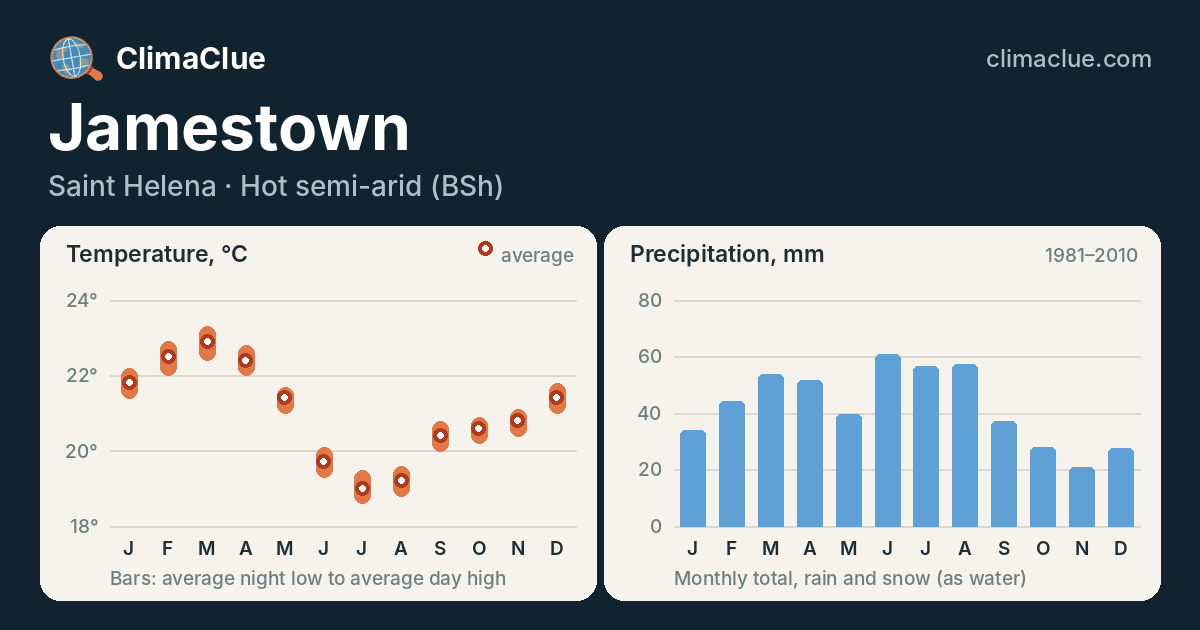 ClimaClue
climaclue.com
Jamestown
Saint Helena · Hot semi-arid (BSh)
Temperature, °C
average
24°
22°
20°
18°
J F M A M J J A S O N D
Bars: average night low to average day high
Precipitation, mm
1981–2010
80
60
40
20
0
J F M A M J J A S O N D
Monthly total, rain and snow (as water)